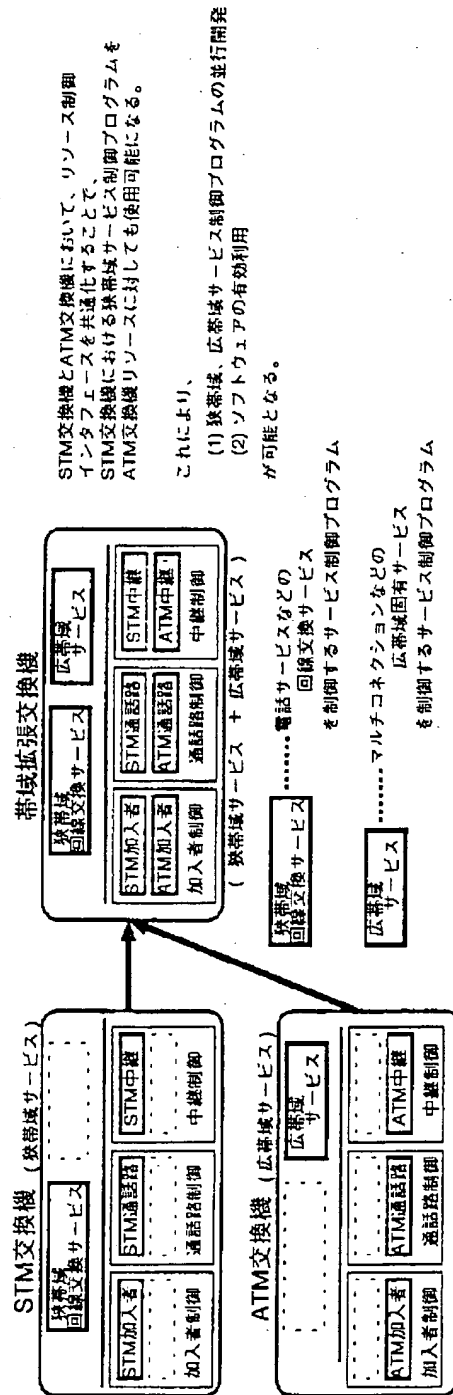 STM交換機 (狭帯域サービス)
狭帯域
回線交換サービス
STM加入者
加入者制御
STM通話路
通話路制御
STM中継
中継制御
ATM交換機 (広帯域サービス)
広帯域
サービス
ATM加入者
加入者制御
ATM通話路
通話路制御
ATM中継
中継制御
帯域拡張交換機
狭帯域
回線交換サービス
広帯域
サービス
STM加入者
ATM加入者
加入者制御
STM通話路
ATM通話路
通話路制御
STM中継
ATM中継
中継制御
(狭帯域サービス + 広帯域サービス)
狭帯域
回線交換サービス
........電話サービスなどの
回線交換サービス
を制御するサービス制御プログラム
広帯域
サービス
........マルチコネクションなどの
広帯域固有サービス
を制御するサービス制御プログラム
STM交換機とATM交換機において、リソース制御
インタフェースを共通化することで、
STM交換機における狭帯域サービス制御プログラムを
ATM交換機リソースに対しても使用可能になる。
これにより、
(1) 狭帯域、広帯域サービス制御プログラムの並行開発
(2) ソフトウェアの有効利用
が可能となる。